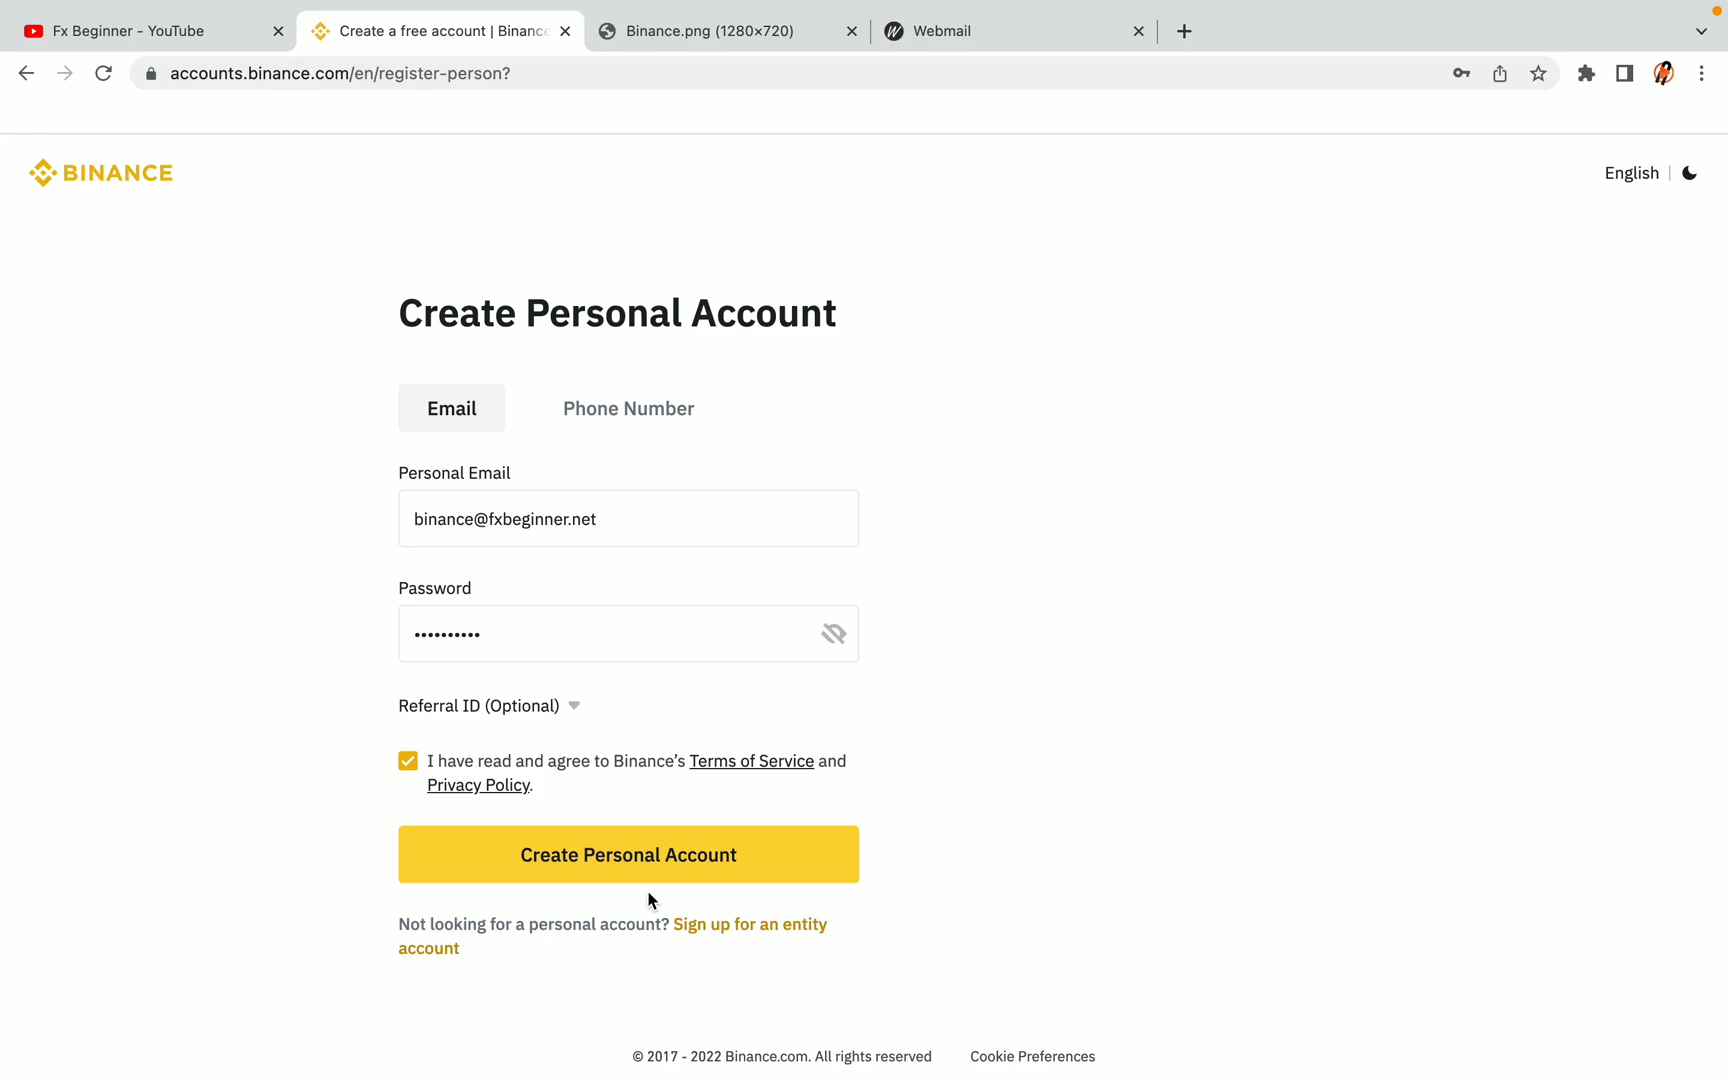 Fx Beginner - YouTube
Create a free account | Binance
Binance.png (1280×720)
Webmail
accounts.binance.com/en/register-person?
BINANCE
English
Create Personal Account
Email
Phone Number
Personal Email
binance@fxbeginner.net
Password
••••••••••
Referral ID (Optional)
I have read and agree to Binance's Terms of Service and
Privacy Policy.
Create Personal Account
Not looking for a personal account? Sign up for an entity
account
© 2017 - 2022 Binance.com. All rights reserved
Cookie Preferences